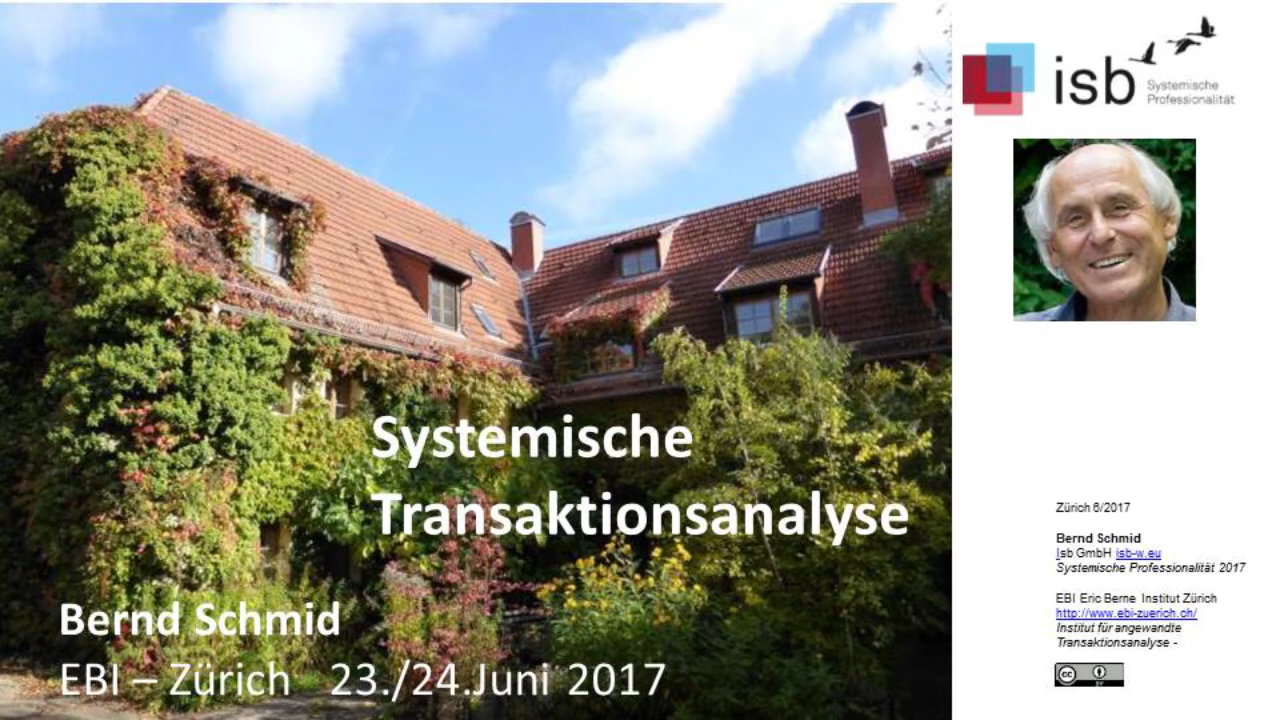 Systemische
Transaktionsanalyse
Bernd Schmid
EBI – Zürich 23./24.Juni 2017
isb
Systemische
Professionalität
Zürich 6/2017
Bernd Schmid
Isb GmbH isb-w.eu
Systemische Professionalität 2017
EBI Eric Berne Institut Zürich
http://www.ebi-zuerich.ch/
Institut für angewandte
Transaktionsanalyse -
cc
BY